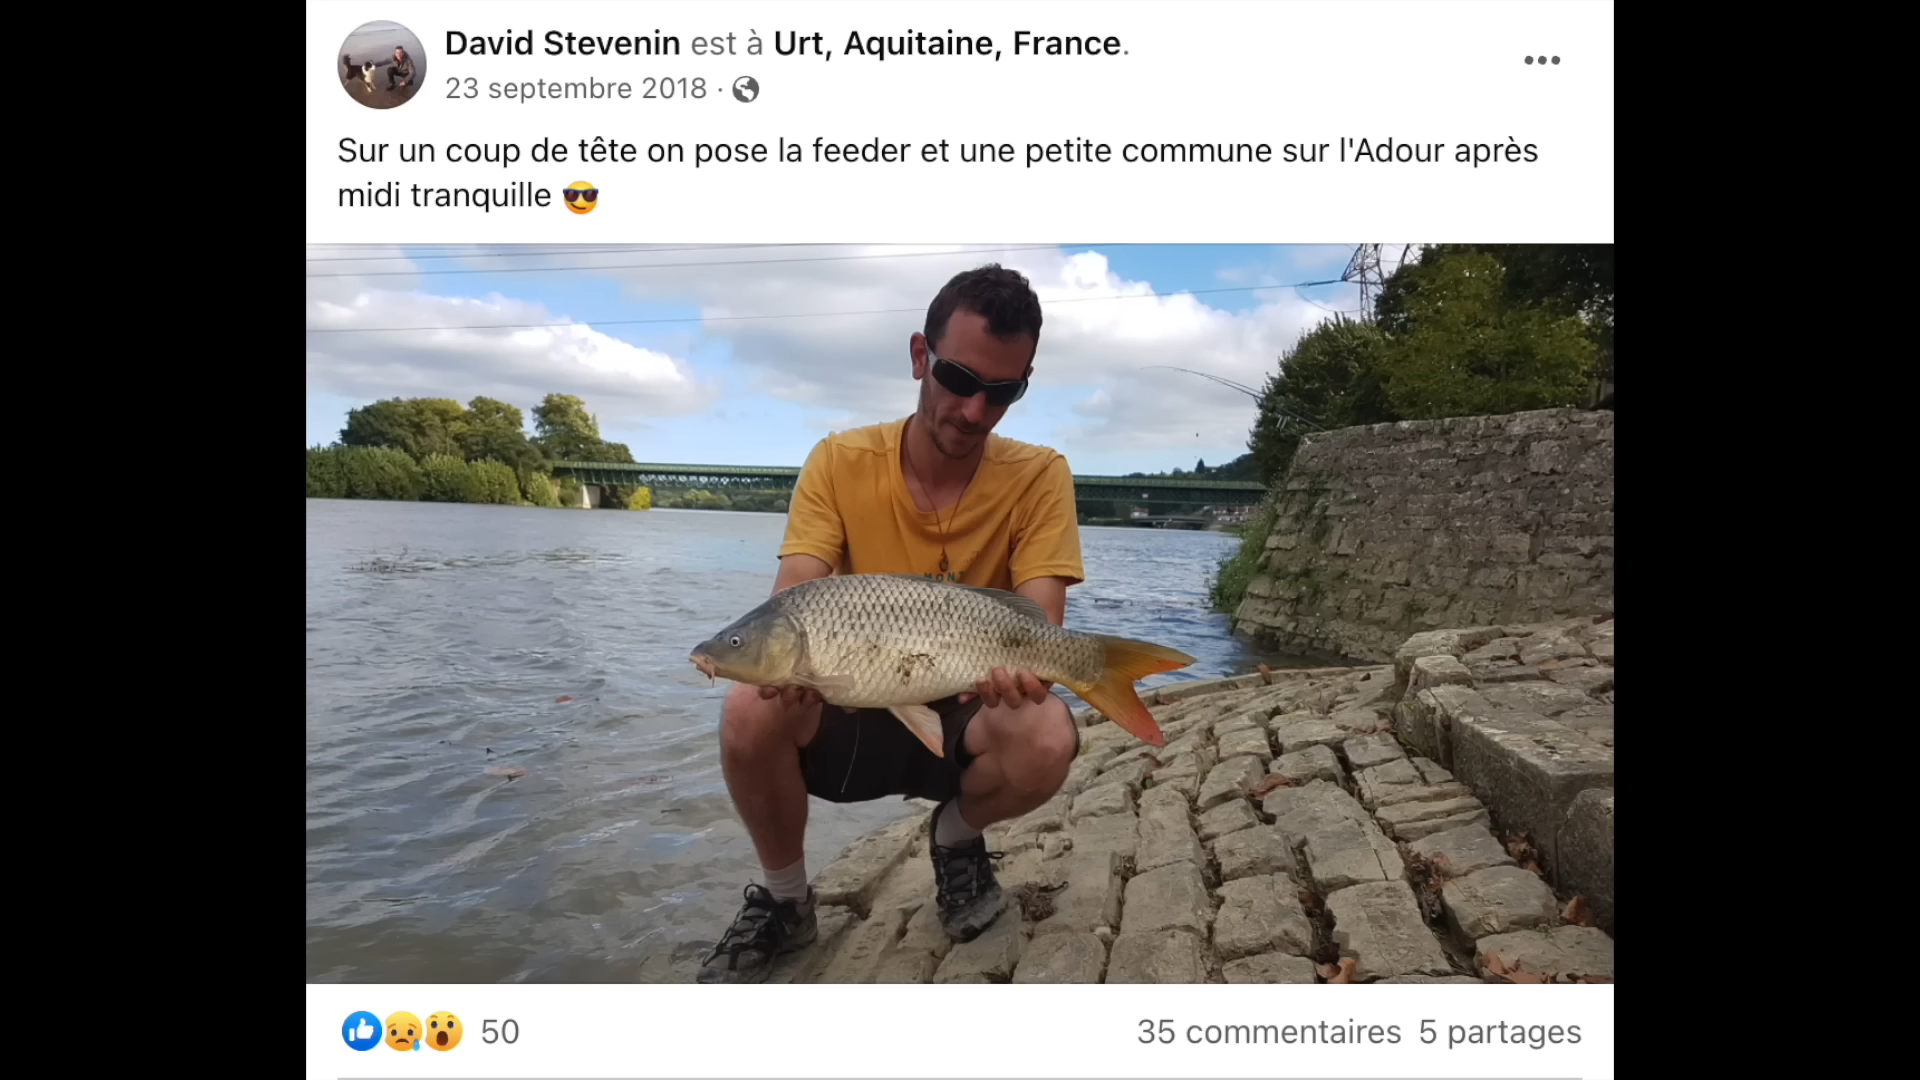 David Stevenin est à Urt, Aquitaine, France.
23 septembre 2018 ·
Sur un coup de tête on pose la feeder et une petite commune sur l'Adour après
midi tranquille 😎
50
35 commentaires 5 partages